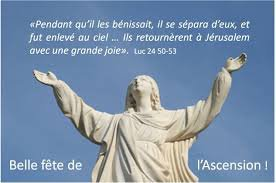 «Pendant qu'il les bénissait, il se sépara d'eux, et
fut enlevé au ciel ... Ils retournèrent à Jérusalem
avec une grande joie». Luc 24 50-53
Belle fête de l'Ascension !